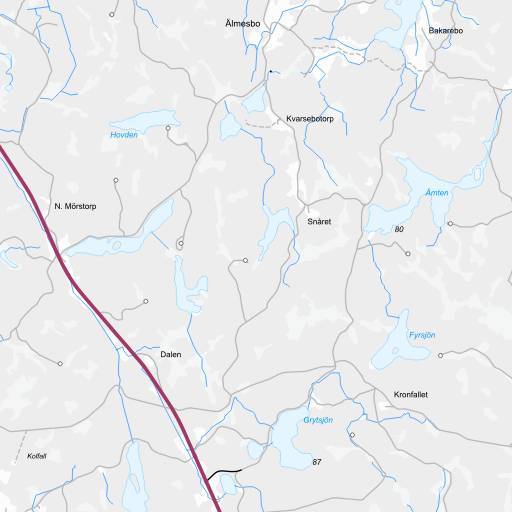 Älmesbo
Bakarebo
Kvarsebotorp
Hovden
Åmten
N. Mörstorp
Snåret
80
Fyrsjön
Dalen
Kronfallet
Grytsjön
Kolfall
87